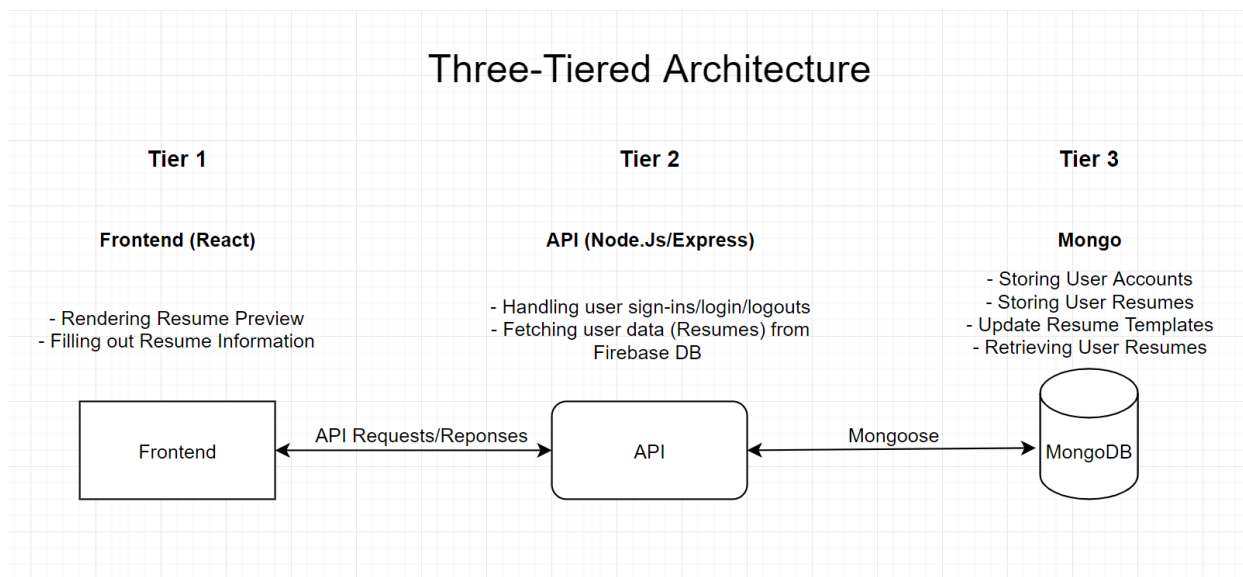 Three-Tiered Architecture
Tier 1
Tier 2
Tier 3
Frontend (React)
API (Node.Js/Express)
Mongo
- Rendering Resume Preview
- Filling out Resume Information
- Handling user sign-ins/login/logouts
- Fetching user data (Resumes) from
Firebase DB
- Storing User Accounts
- Storing User Resumes
- Update Resume Templates
- Retrieving User Resumes
Frontend
API Requests/Reponses
API
Mongoose
MongoDB